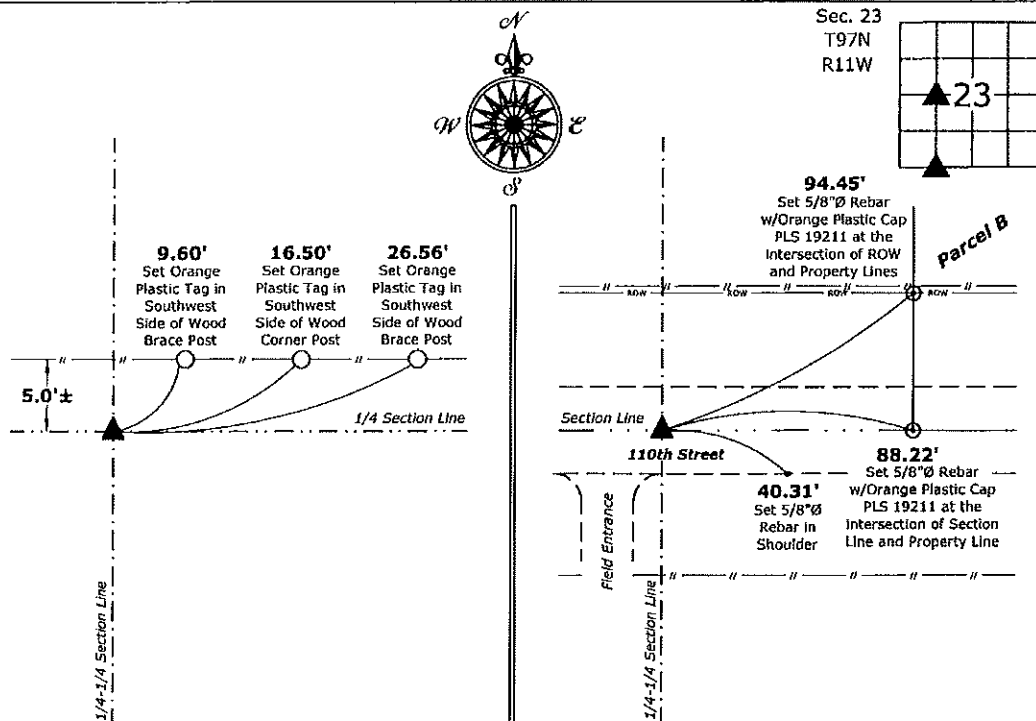 N
W
E
S
Sec. 23
T97N
R11W
23
9.60'
Set Orange
Plastic Tag in
Southwest
Side of Wood
Brace Post
16.50'
Set Orange
Plastic Tag in
Southwest
Side of Wood
Corner Post
26.56'
Set Orange
Plastic Tag in
Southwest
Side of Wood
Brace Post
5.0'±
1/4 Section Line
1/4-1/4 Section Line
94.45'
Set 5/8"Ø Rebar
w/Orange Plastic Cap
PLS 19211 at the
Intersection of ROW
and Property Lines
Parcel B
ROW
ROW
ROW
ROW
Section Line
110th Street
40.31'
Set 5/8"Ø
Rebar in
Shoulder
88.22'
Set 5/8"Ø Rebar
w/Orange Plastic Cap
PLS 19211 at the
Intersection of Section
Line and Property Line
Field Entrance
1/4-1/4 Section Line